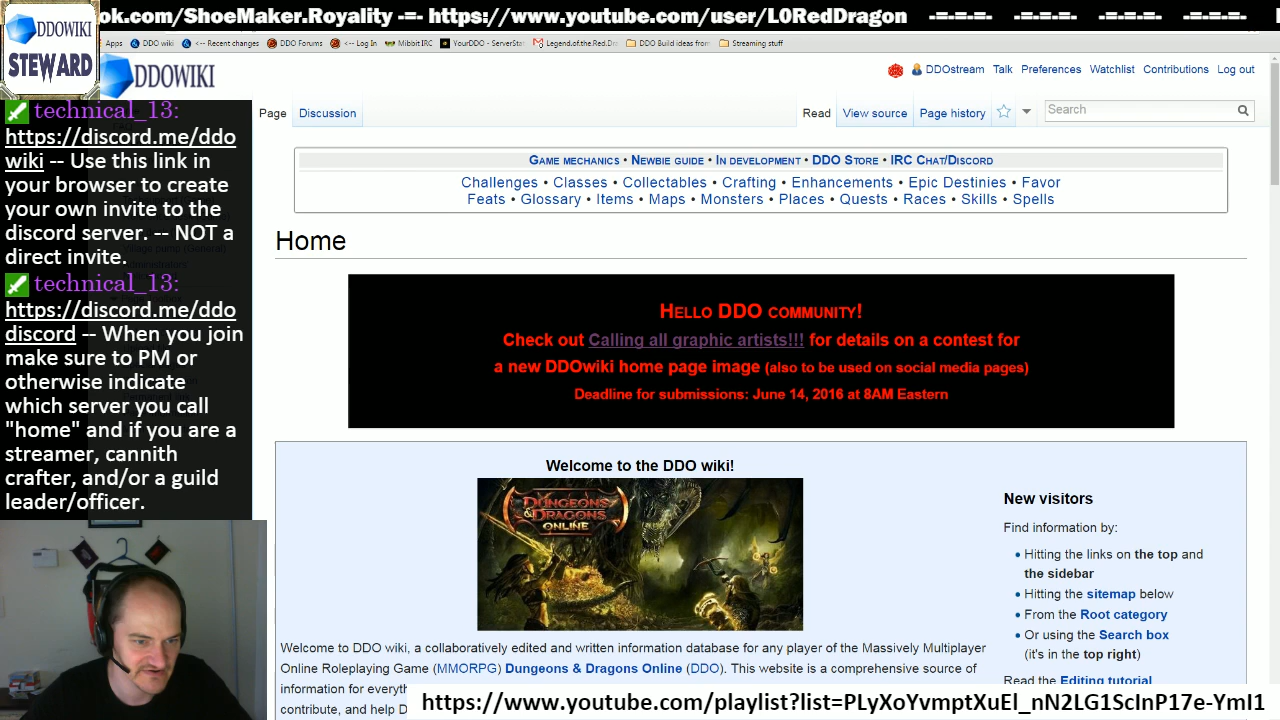 ok.com/ShoeMaker.Royality -=- https://www.youtube.com/user/L0RedDragon -=-=-=- -=-=-=- -=-=-=- -=-=-=-
DDOWIKI
STEWARD
Apps DDO wiki <-- Recent changes DDO Forums <-- Log In Mibbit IRC YourDDO - ServerSta Legend.of.the.Red.Dra DDO Build ideas from Streaming stuff
DDOWIKI
DDOstream Talk Preferences Watchlist Contributions Log out
Page Discussion Read View source Page history Search
Game mechanics • Newbie guide • In development • DDO Store • IRC Chat/Discord
Challenges • Classes • Collectables • Crafting • Enhancements • Epic Destinies • Favor
Feats • Glossary • Items • Maps • Monsters • Places • Quests • Races • Skills • Spells
technical_13:
https://discord.me/ddo
wiki -- Use this link in
your browser to create
your own invite to the
discord server. -- NOT a
direct invite.
technical_13:
https://discord.me/ddo
discord -- When you join
make sure to PM or
otherwise indicate
which server you call
"home" and if you are a
streamer, cannith
crafter, and/or a guild
leader/officer.
Home
Hello DDO community!
Check out Calling all graphic artists!!! for details on a contest for
a new DDOwiki home page image (also to be used on social media pages)
Deadline for submissions: June 14, 2016 at 8AM Eastern
Welcome to the DDO wiki!
DUNGEONS
& DRAGONS
ONLINE
Welcome to DDO wiki, a collaboratively edited and written information database for any player of the Massively Multiplayer
Online Roleplaying Game (MMORPG) Dungeons & Dragons Online (DDO). This website is a comprehensive source of
information for everyth
contribute, and help D
New visitors
Find information by:
• Hitting the links on the top and
the sidebar
• Hitting the sitemap below
• From the Root category
• Or using the Search box
(it's in the top right)
Read the Editing tutorial
https://www.youtube.com/playlist?list=PLyXoYvmptXuEl_nN2LG1ScInP17e-YmI1